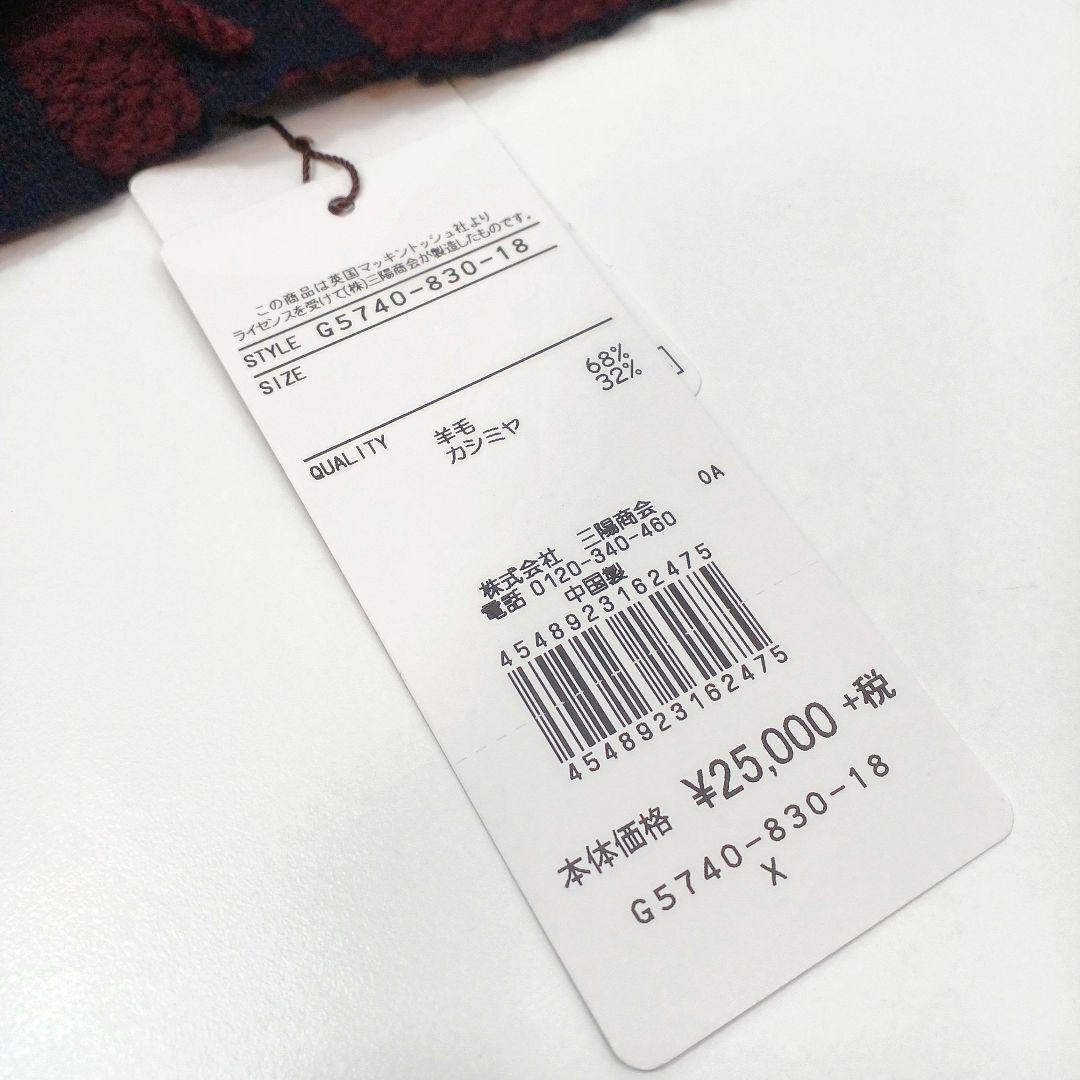 この商品は英国マッキントッシュ社より
ライセンスを受けて(株)三陽商会が製造したものです。
STYLE G5740-830-18
SIZE
QUALITY 羊毛 68%
カシミヤ 32%
]
0A
株式会社 三陽商会
電話 0120-340-460
中国製
4548923162475
4548923162475
本体価格 ¥25,000 +税
G5740-830-18
X